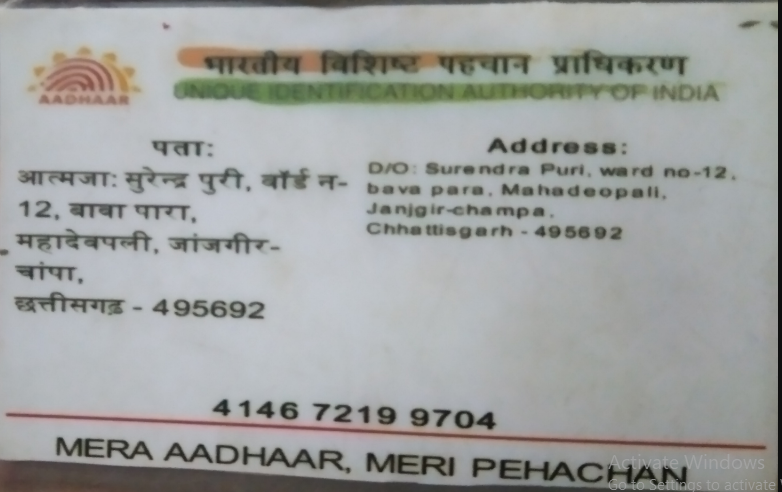 भारतीय विशिष्ट पहचान प्राधिकरण
UNIQUE IDENTIFICATION AUTHORITY OF INDIA
AADHAAR
पता:
आत्मजा: सुरेन्द्र पुरी, वॉर्ड न-
12, बाबा पारा,
महादेवपली, जांजगीर-
चांपा,
छत्तीसगढ़ - 495692
Address:
D/O: Surendra Puri, ward no-12,
bava para, Mahadeopali,
Janjgir-champa,
Chhattisgarh - 495692
4146 7219 9704
MERA AADHAAR, MERI PEHACHAN
Activate Windows
Go to Settings to activate